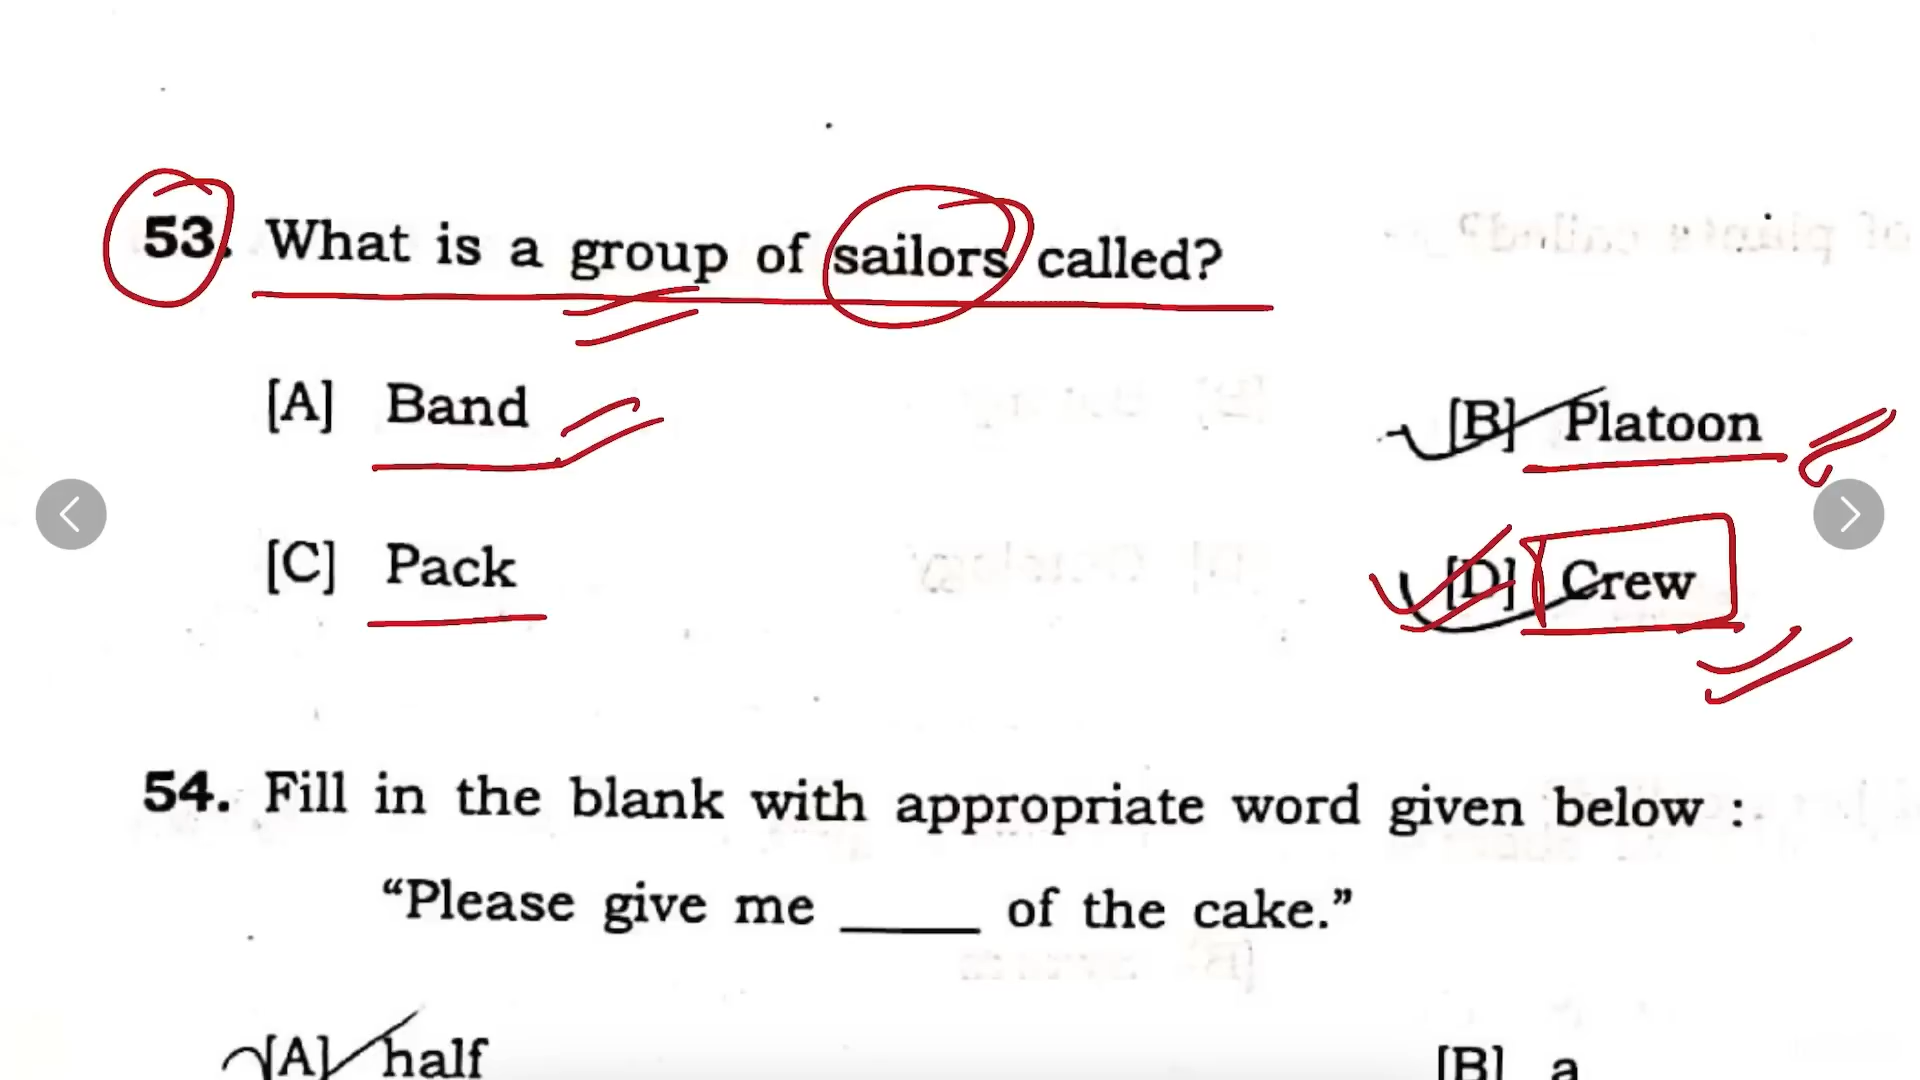 53. What is a group of sailors called?
[A] Band
[B] Platoon
[C] Pack
[D] Crew
54. Fill in the blank with appropriate word given below :
“Please give me _____ of the cake.”
[A] half
[B] a